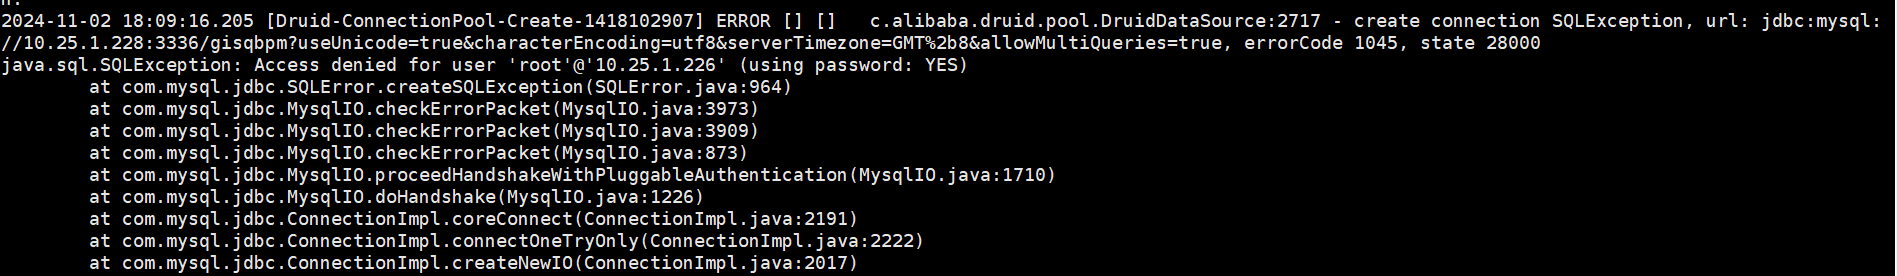 2024-11-02 18:09:16.205 [Druid-ConnectionPool-Create-1418102907] ERROR [] []   c.alibaba.druid.pool.DruidDataSource:2717 - create connection SQLException, url: jdbc:mysql:
//10.25.1.228:3336/gisqbpm?useUnicode=true&characterEncoding=utf8&serverTimezone=GMT%2b8&allowMultiQueries=true, errorCode 1045, state 28000
java.sql.SQLException: Access denied for user 'root'@'10.25.1.226' (using password: YES)
        at com.mysql.jdbc.SQLError.createSQLException(SQLError.java:964)
        at com.mysql.jdbc.MysqlIO.checkErrorPacket(MysqlIO.java:3973)
        at com.mysql.jdbc.MysqlIO.checkErrorPacket(MysqlIO.java:3909)
        at com.mysql.jdbc.MysqlIO.checkErrorPacket(MysqlIO.java:873)
        at com.mysql.jdbc.MysqlIO.proceedHandshakeWithPluggableAuthentication(MysqlIO.java:1710)
        at com.mysql.jdbc.MysqlIO.doHandshake(MysqlIO.java:1226)
        at com.mysql.jdbc.ConnectionImpl.coreConnect(ConnectionImpl.java:2191)
        at com.mysql.jdbc.ConnectionImpl.connectOneTryOnly(ConnectionImpl.java:2222)
        at com.mysql.jdbc.ConnectionImpl.createNewIO(ConnectionImpl.java:2017)